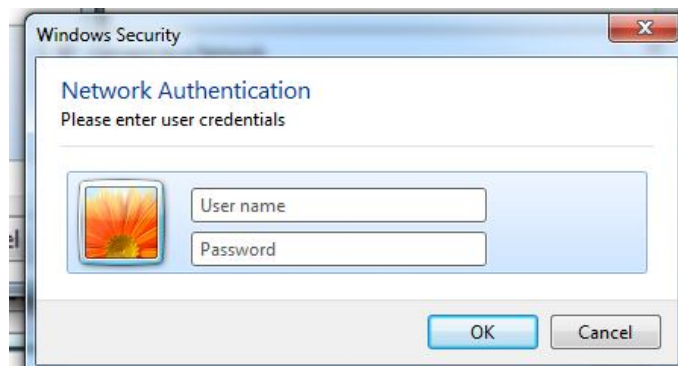 Windows Security
Network Authentication
Please enter user credentials
User name
Password
OK
Cancel